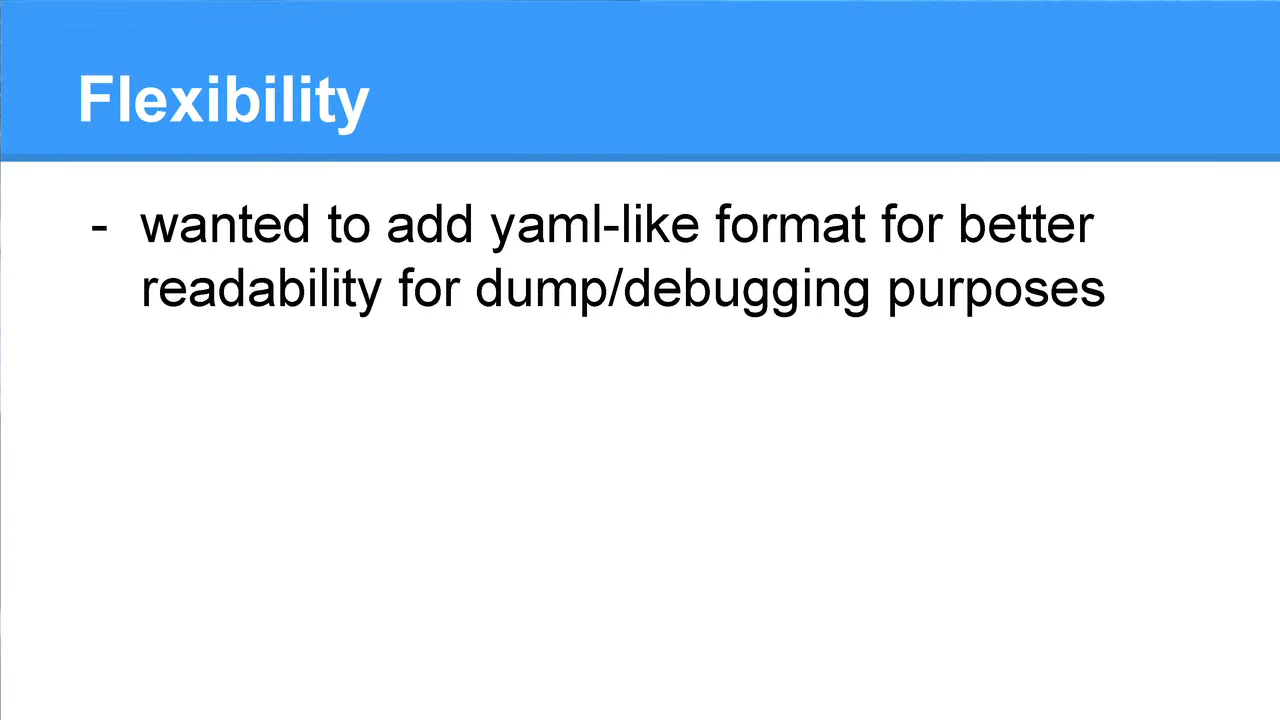 Flexibility
- wanted to add yaml-like format for better
readability for dump/debugging purposes